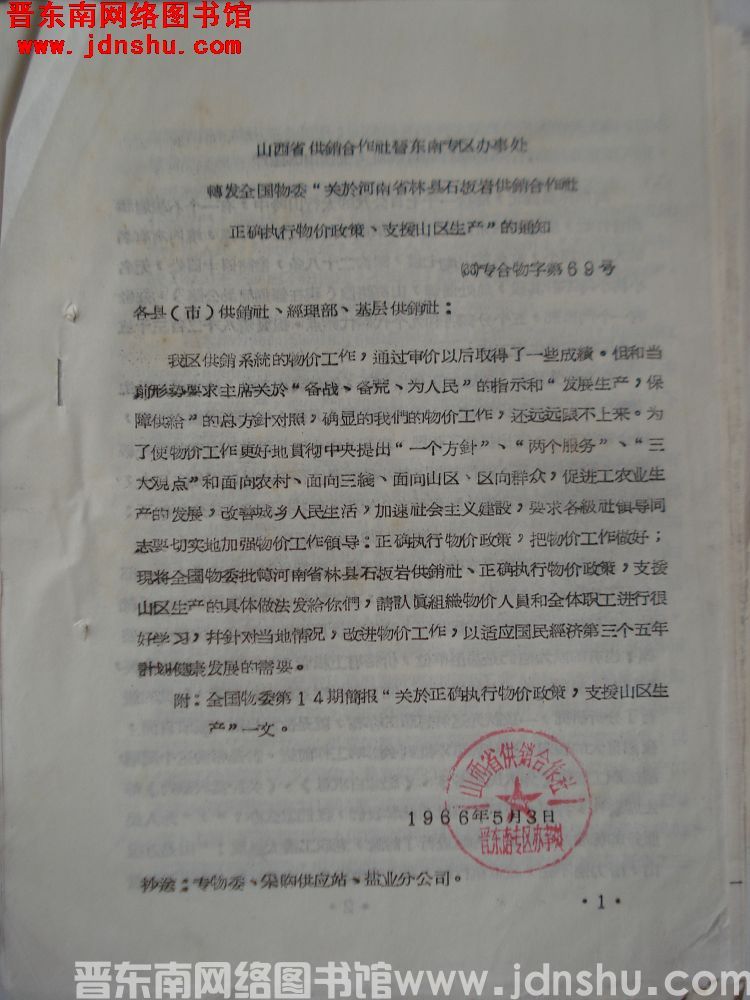 晋东南网络图书馆
www.jdnshu.com
山西省供銷合作社晉东南专区办事处
轉发全国物委“关於河南省林县石板岩供銷合作社
正确执行物价政策、支援山区生产”的通知
(66)专合物字第69号
各县(市)供銷社、經理部、基层供銷社:
我区供銷系統的物价工作,通过审价以后取得了一些成績。但和当
前形势要求主席关於“备战、备荒、为人民”的指示和“发展生产,保
障供給”的总方針对照,确显的我們的物价工作,还远远跟不上来。为
了使物价工作更好地貫彻中央提出“一个方針”、“两个服务”、“三
大观点”和面向农村、面向三綫、面向山区、区向群众,促进工农业生
产的发展,改善城乡人民生活,加速社会主义建設,要求各級社領导同
志要切实地加强物价工作領导:正确执行物价政策,把物价工作做好;
現将全国物委批轉河南省林县石板岩供銷社、正确执行物价政策,支援
山区生产的具体做法发給你們,請認眞組織物价人員和全体职工进行很
好学习,幷針对当地情况,改进物价工作,以适应国民經济第三个五年
計划健康发展的需要。
附:全国物委第14期簡报“关於正确执行物价政策,支援山区生
产”一文。
山西省供銷合作社
1966年5月3日
晋东南专区办事处
抄送:专物委、采购供应站、盐业分公司。
·1·
晋东南网络图书馆www.jdnshu.com